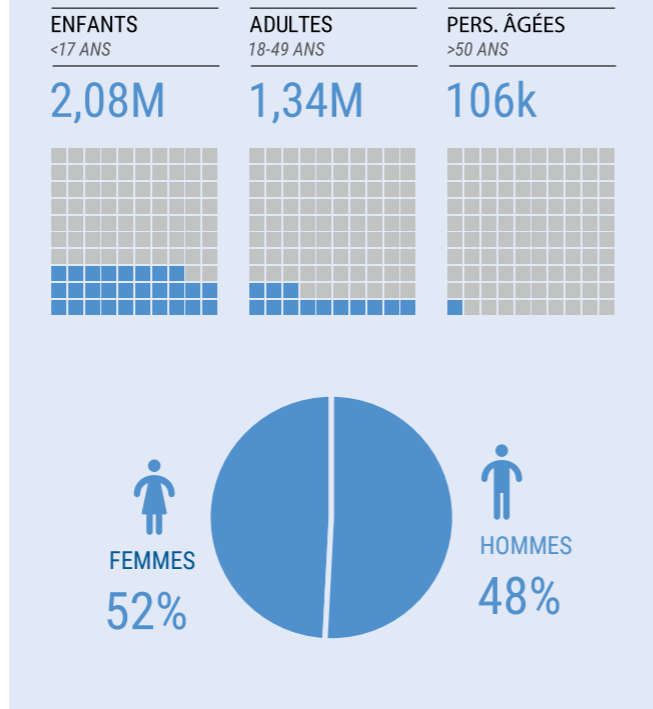 ENFANTS
<17 ANS
2,08M
ADULTES
18-49 ANS
1,34M
PERS. ÂGÉES
>50 ANS
106k
FEMMES
52%
HOMMES
48%